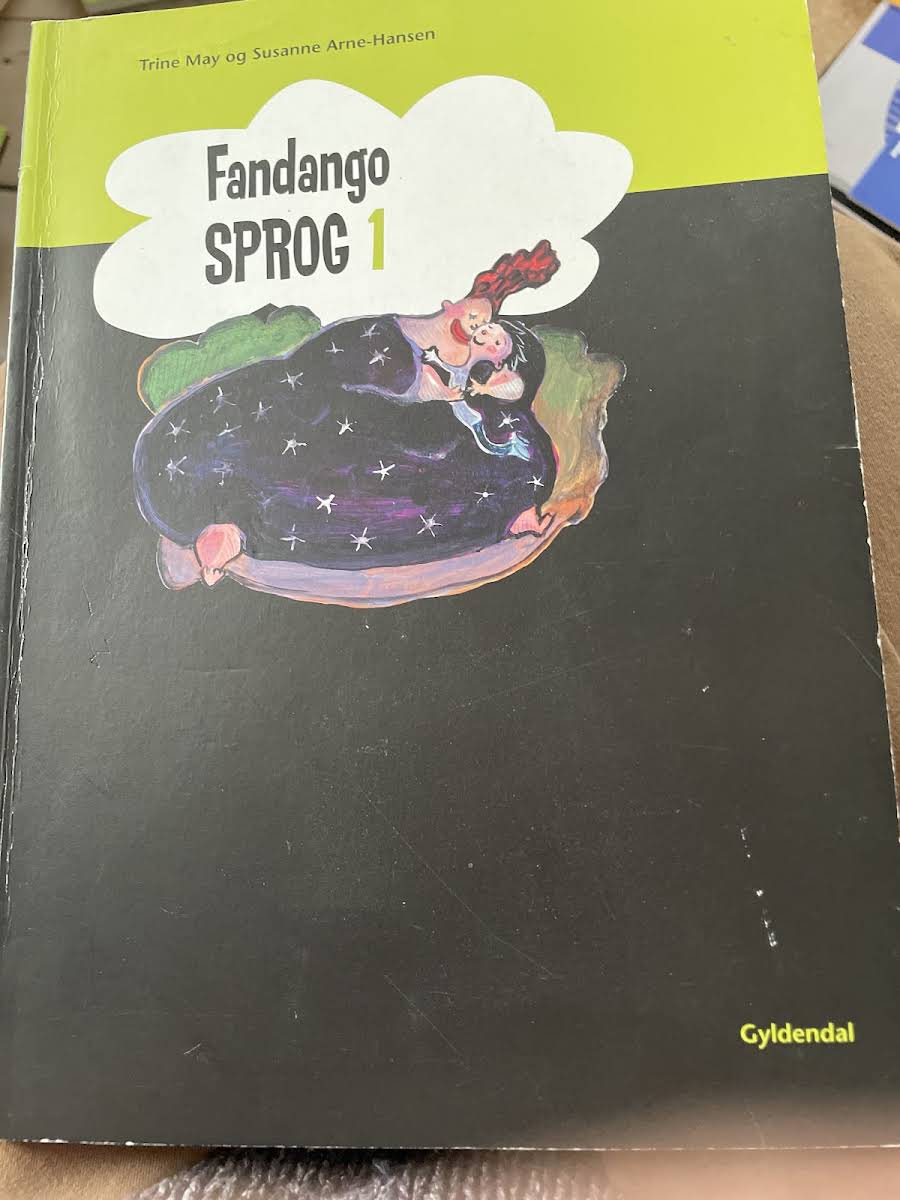 Trine May og Susanne Arne-Hansen
Fandango
SPROG 1
Gyldendal